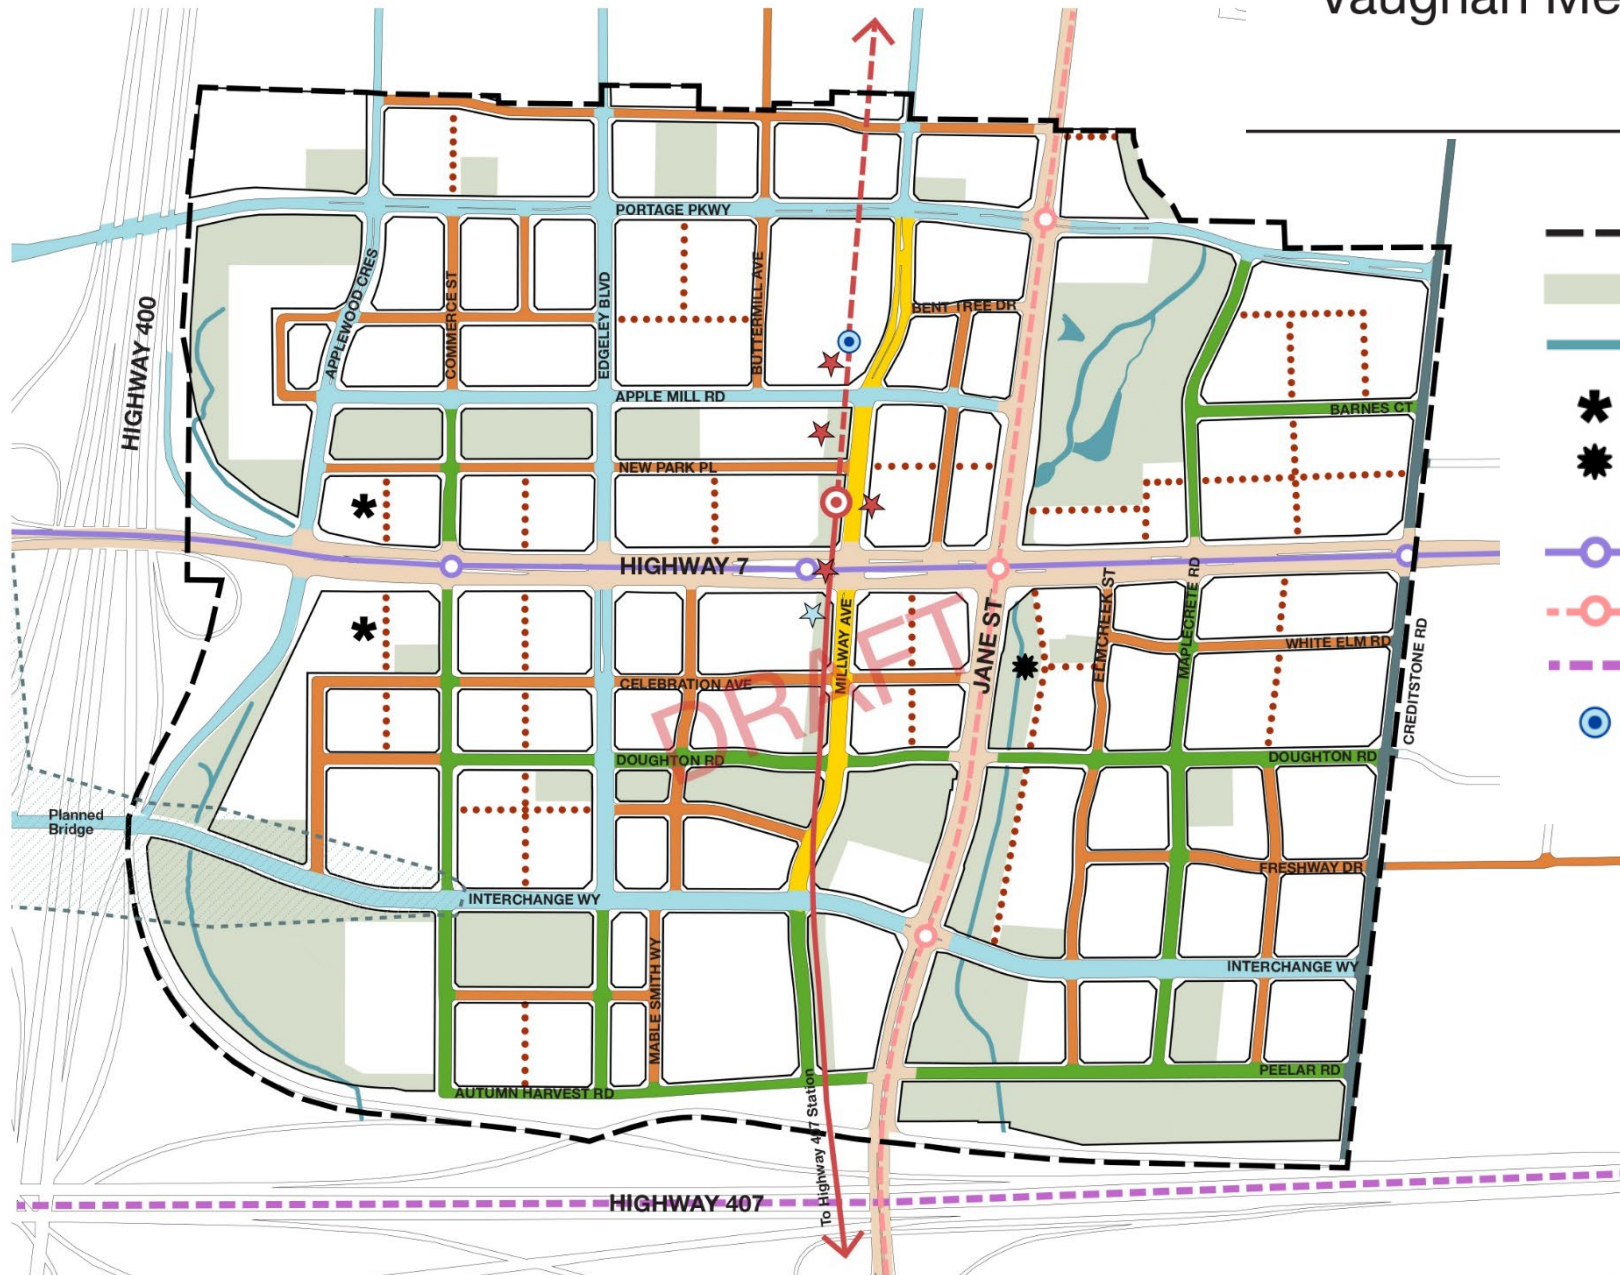 Vaughan Me
PORTAGE PKWY
HIGHWAY 400
APPLEWOOD CRES
COMMERCE ST
EDGELEY BLVD
BUTTERMILL AVE
BENT TREE DR
APPLE MILL RD
BARNES CT
NEW PARK PL
HIGHWAY 7
MILLWAY AVE
JANE ST
ELMCREEK ST
MAPLECRETE RD
WHITE ELM RD
CREDITSTONE RD
CELEBRATION AVE
DRAFT
DOUGHTON RD
DOUGHTON RD
Planned
Bridge
FRESHWAY DR
INTERCHANGE WY
INTERCHANGE WY
MABLE SMITH WY
PEELAR RD
AUTUMN HARVEST RD
To Highway 407 Station
HIGHWAY 407